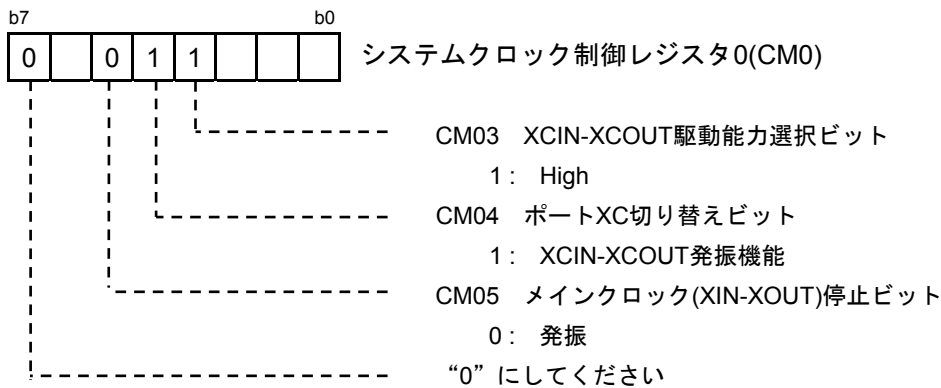 b7 b0
0 0 1 1 システムクロック制御レジスタ0(CM0)
CM03 XCIN-XCOUT駆動能力選択ビット
1: High
CM04 ポートXC切り替えビット
1: XCIN-XCOUT発振機能
CM05 メインクロック(XIN-XOUT)停止ビット
0: 発振
“0”にしてください